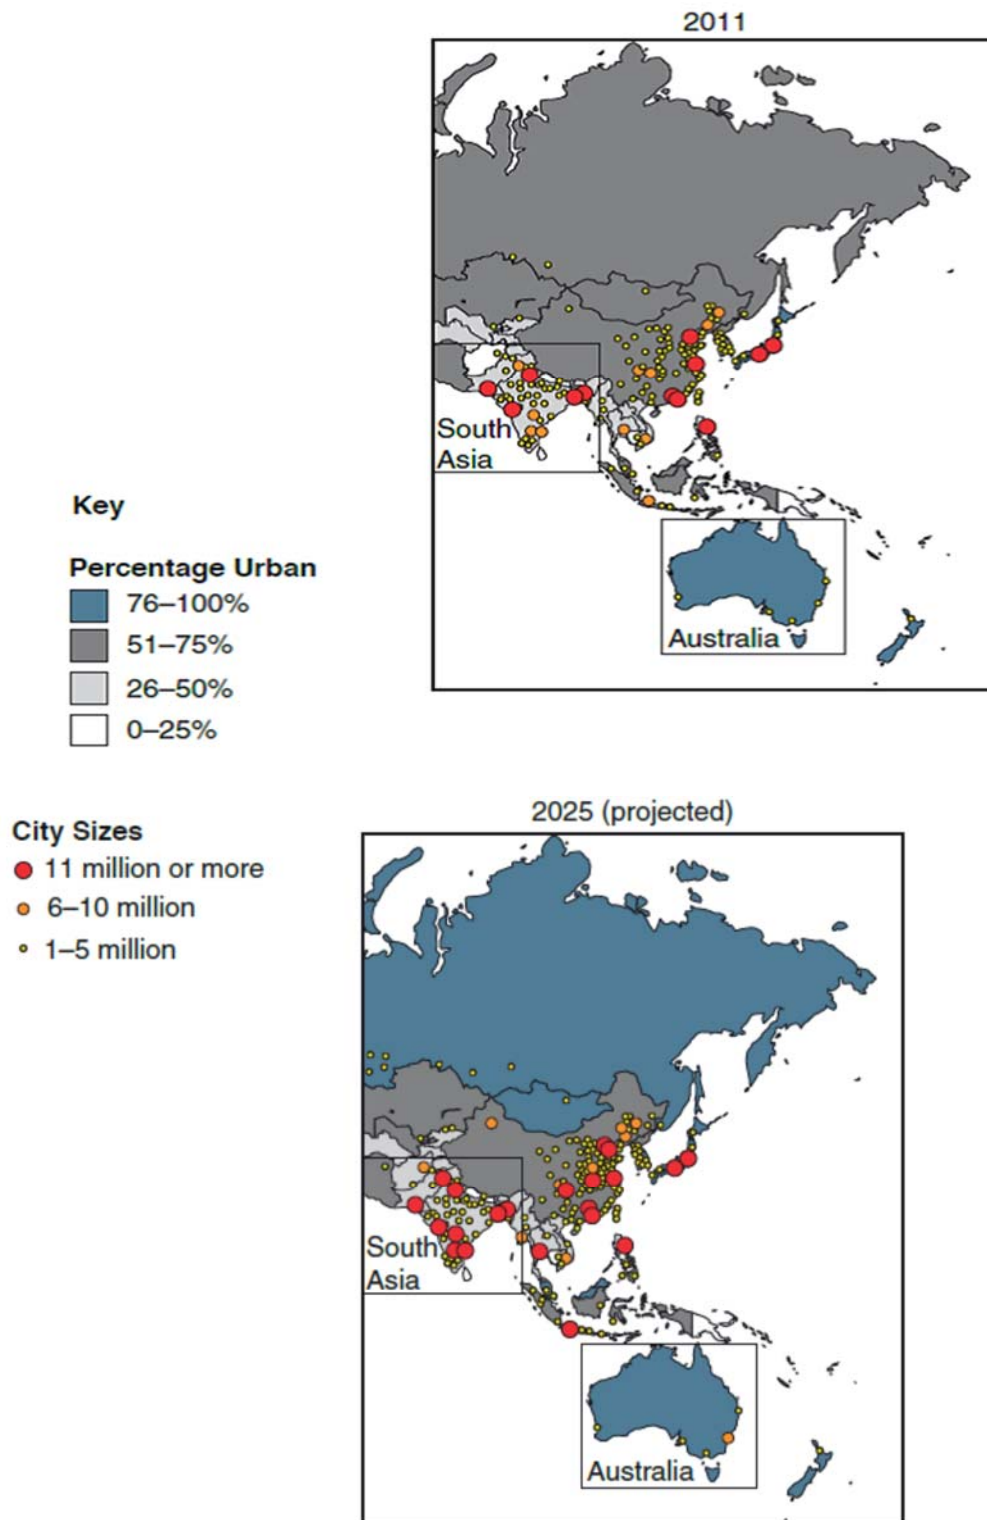 2011
South
Asia
Australia
Key
Percentage Urban
76–100%
51–75%
26–50%
0–25%
City Sizes
11 million or more
6–10 million
1–5 million
2025 (projected)
South
Asia
Australia